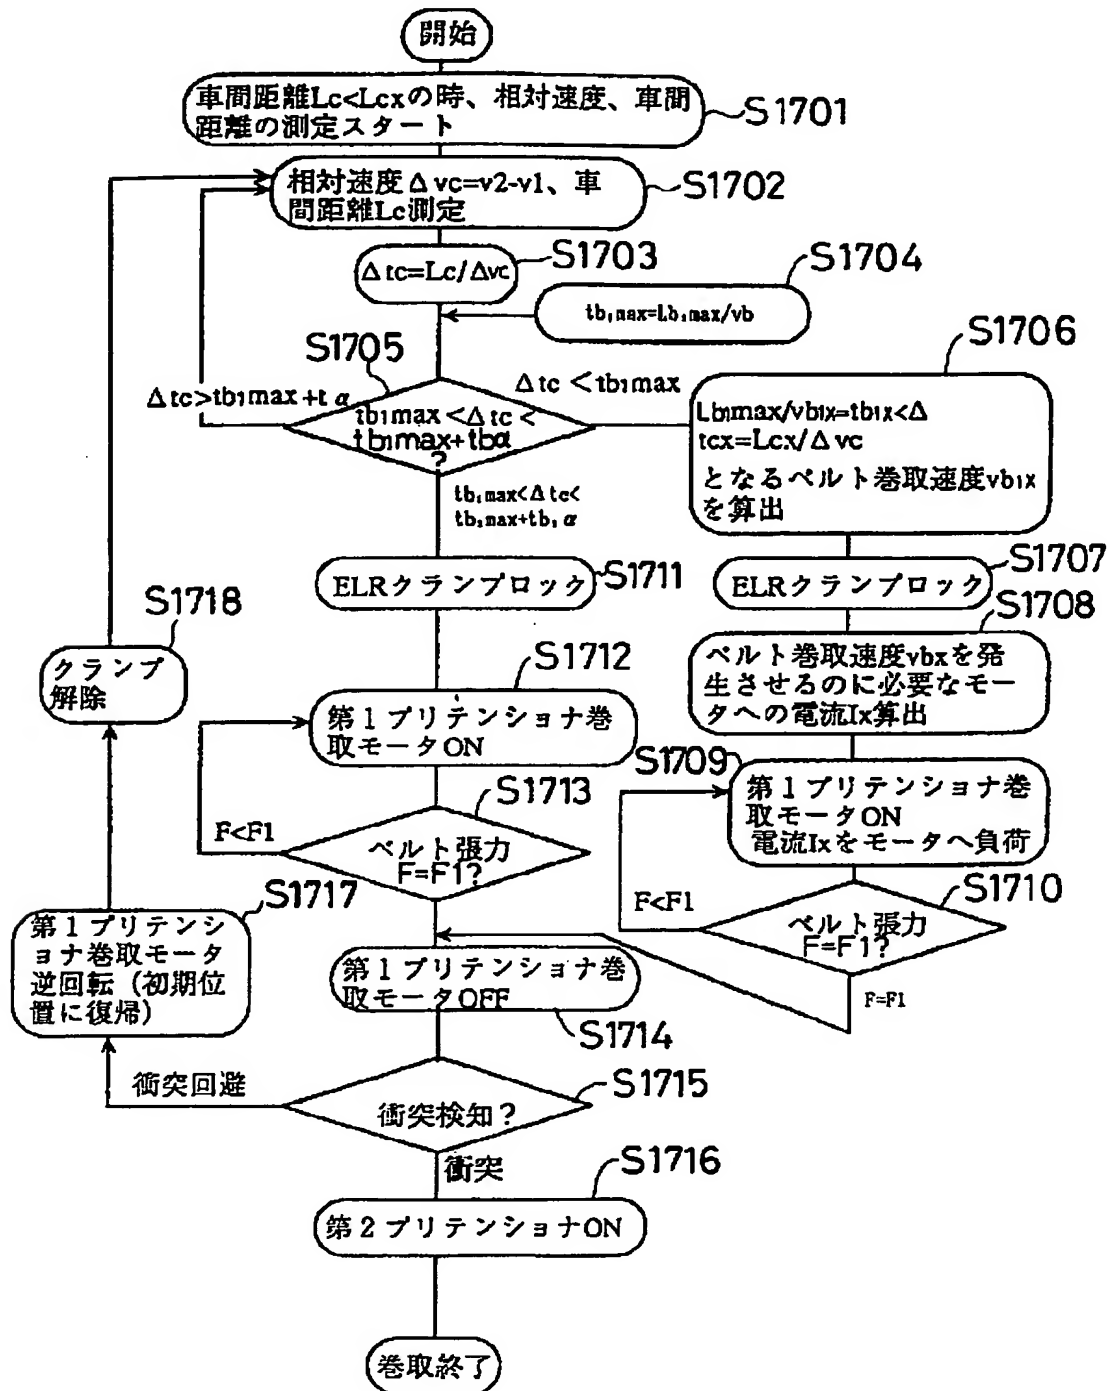 開始
車間距離Lc<Lcxの時、相対速度、車間
距離の測定スタート
S1701
相対速度Δvc=v2-v1、車
間距離Lc測定
S1702
Δtc=Lc/Δvc
S1703
S1704
tb₁max=Lb₁max/vb
S1705
Δtc>tb1max+tα
Δtc<tb1max
tb1max<Δtc<
tb1max+tbα
?
S1706
Lb1max/vb1x=tb1x<Δ
tcx=Lcx/Δvc
となるベルト巻取速度vb1x
を算出
tb₁max<Δtc<
tb₁max+tb₁α
ELRクランプロック
S1711
ELRクランプロック
S1707
S1718
クランプ
解除
S1708
ベルト巻取速度vbxを発
生させるのに必要なモー
タへの電流Ix算出
S1712
第1プリテンショナ巻
取モータON
S1709
第1プリテンショナ巻
取モータON
電流Ixをモータへ負荷
S1713
F<F1
ベルト張力
F=F1?
S1710
F<F1
ベルト張力
F=F1?
F=F1
S1717
第1プリテンシ
ョナ巻取モータ
逆回転(初期位
置に復帰)
第1プリテンショナ巻
取モータOFF
S1714
衝突回避
衝突検知?
S1715
衝突
S1716
第2プリテンショナON
巻取終了